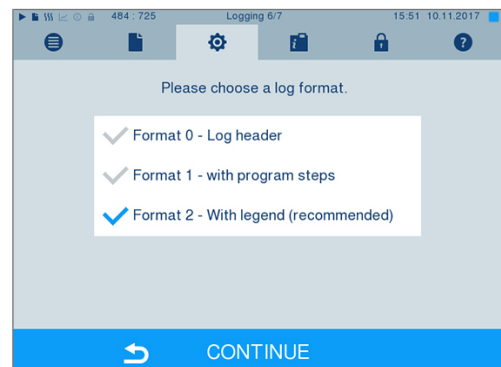 484 : 725 Logging 6/7 15:51 10.11.2017
Please choose a log format.
Format 0 - Log header
Format 1 - with program steps
Format 2 - With legend (recommended)
CONTINUE